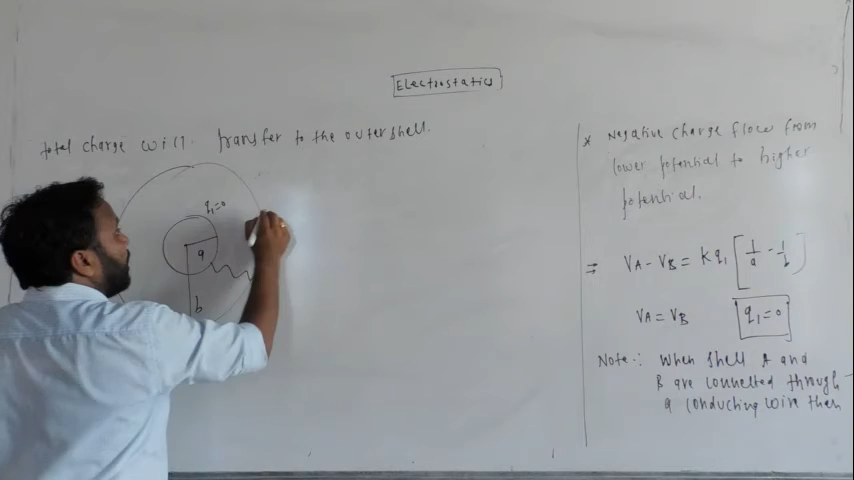 Electrostatics
total charge will transfer to the outer shell.
q₁=0
a
b
* Negative charge flow from
lower potential to higher
potential.
= V_A - V_B = Kq₁ [1/a - 1/b]
V_A = V_B q₁=0
Note:- When shell A and
B are connected through
a conducting wire then